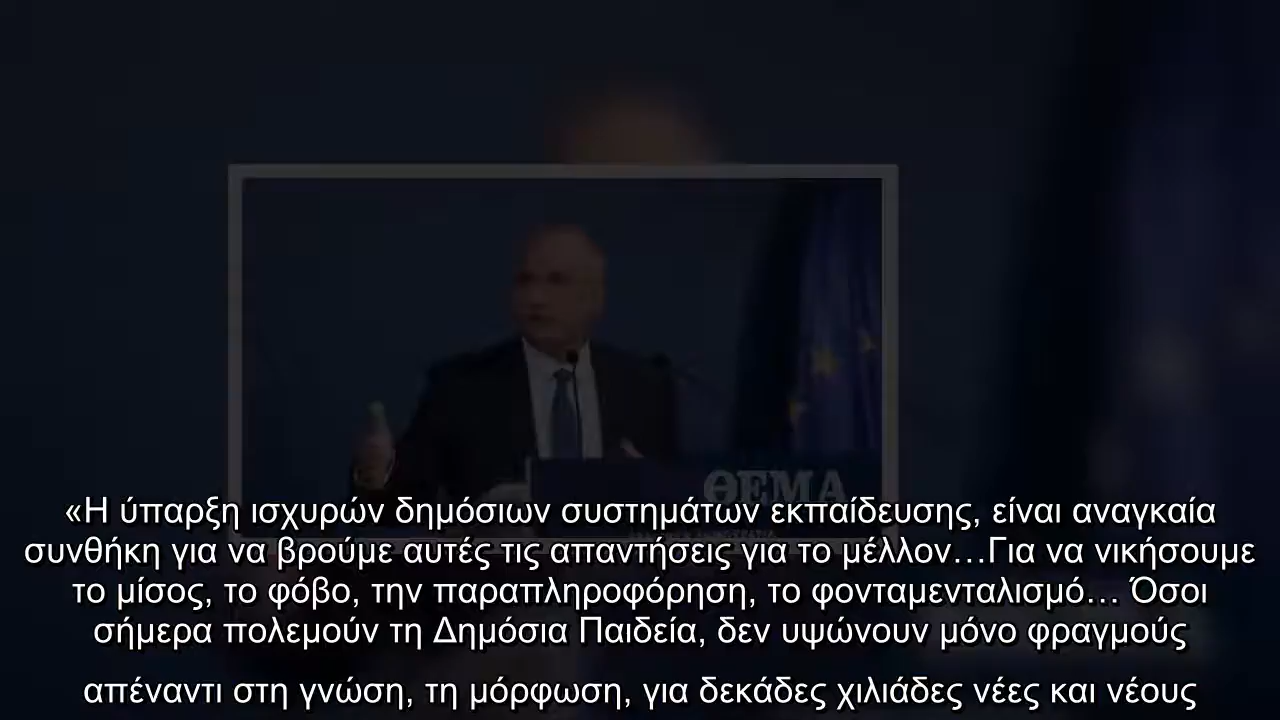 ΘΕΜΑ
«Η ύπαρξη ισχυρών δημόσιων συστημάτων εκπαίδευσης, είναι αναγκαία
συνθήκη για να βρούμε αυτές τις απαντήσεις για το μέλλον…Για να νικήσουμε
το μίσος, το φόβο, την παραπληροφόρηση, το φονταμενταλισμό… Όσοι
σήμερα πολεμούν τη Δημόσια Παιδεία, δεν υψώνουν μόνο φραγμούς
απέναντι στη γνώση, τη μόρφωση, για δεκάδες χιλιάδες νέες και νέους